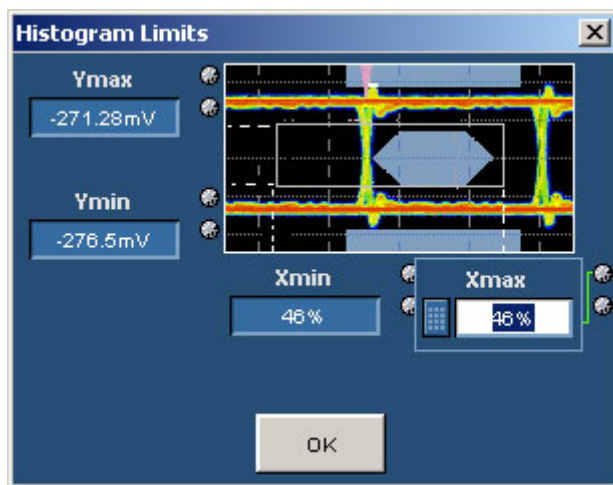 Histogram Limits
Ymax
-271.28mV
Ymin
-276.5mV
Xmin
46%
Xmax
46%
OK